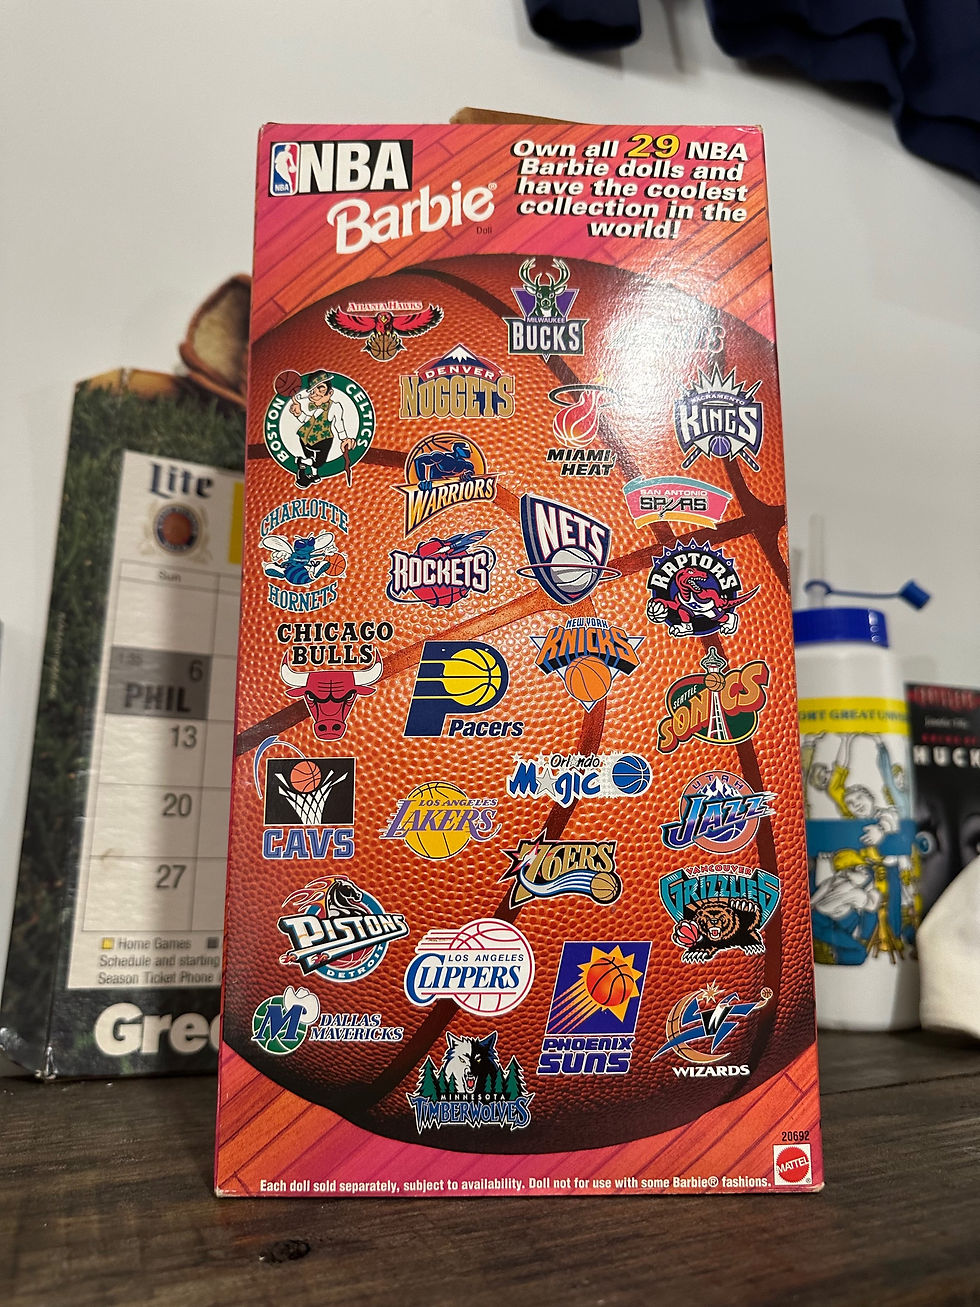 NBA
NBA
Barbie®
Doll
Own all 29 NBA
Barbie dolls and
have the coolest
collection in the
world!
ATLANTA HAWKS
MILWAUKEE
BUCKS
BOSTON
CELTICS
DENVER
NUGGETS
MIAMI
HEAT
SACRAMENTO
KINGS
WARRIORS
SAN ANTONIO
SPURS
CHARLOTTE
HORNETS
ROCKETS
NETS
TORONTO
RAPTORS
CHICAGO
BULLS
Pacers
NEW YORK
KNICKS
SEATTLE
SONICS
CAVS
LOS ANGELES
LAKERS
Orlando
Magic
UTAH
JAZZ
76ERS
VANCOUVER
GRIZZLIES
PISTONS
DETROIT
LOS ANGELES
CLIPPERS
PHOENIX
SUNS
M DALLAS
MAVERICKS
MINNESOTA
TIMBERWOLVES
W
WIZARDS
20692
MATTEL
Each doll sold separately, subject to availability. Doll not for use with some Barbie® fashions.
Lite
Sun
6
PHIL
13
20
27
Home Games
Schedule and starting
Season Ticket Phone
Gre
HUCK